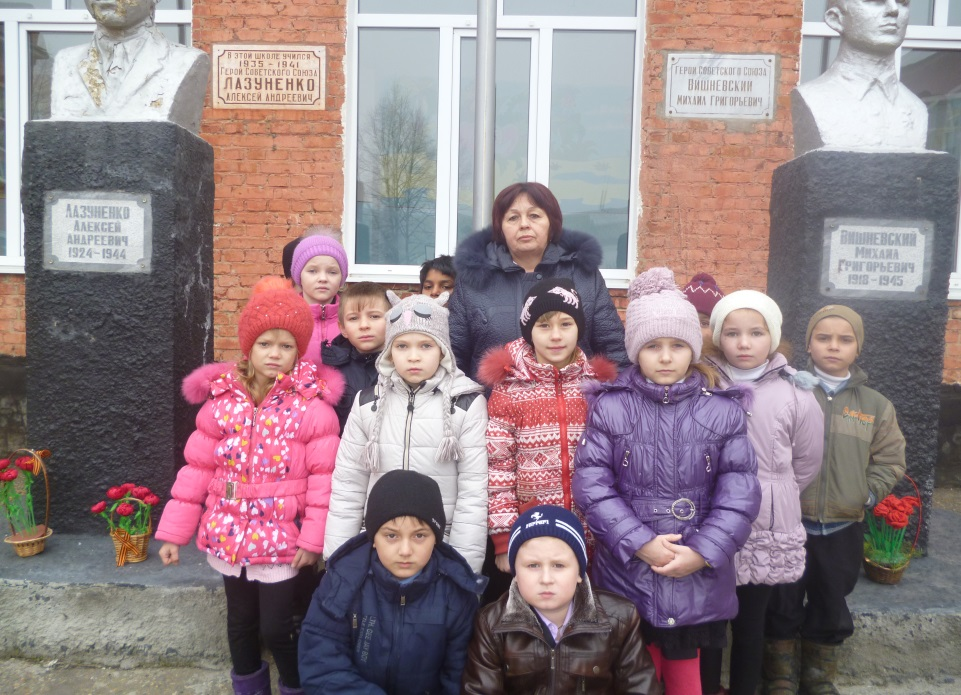 В ЭТОЙ ШКОЛЕ УЧИЛСЯ
1935 - 1941
ГЕРОЙ СОВЕТСКОГО СОЮЗА
ЛАЗУНЕНКО
АЛЕКСЕЙ АНДРЕЕВИЧ
ГЕРОЙ СОВЕТСКОГО СОЮЗА
ВИШНЕВСКИЙ
МИХАИЛ ГРИГОРЬЕВИЧ
ЛАЗУНЕНКО
АЛЕКСЕЙ
АНДРЕЕВИЧ
1924-1944
ВИШНЕВСКИЙ
МИХАИЛ
ГРИГОРЬЕВИЧ
1918-1945
Ferrari